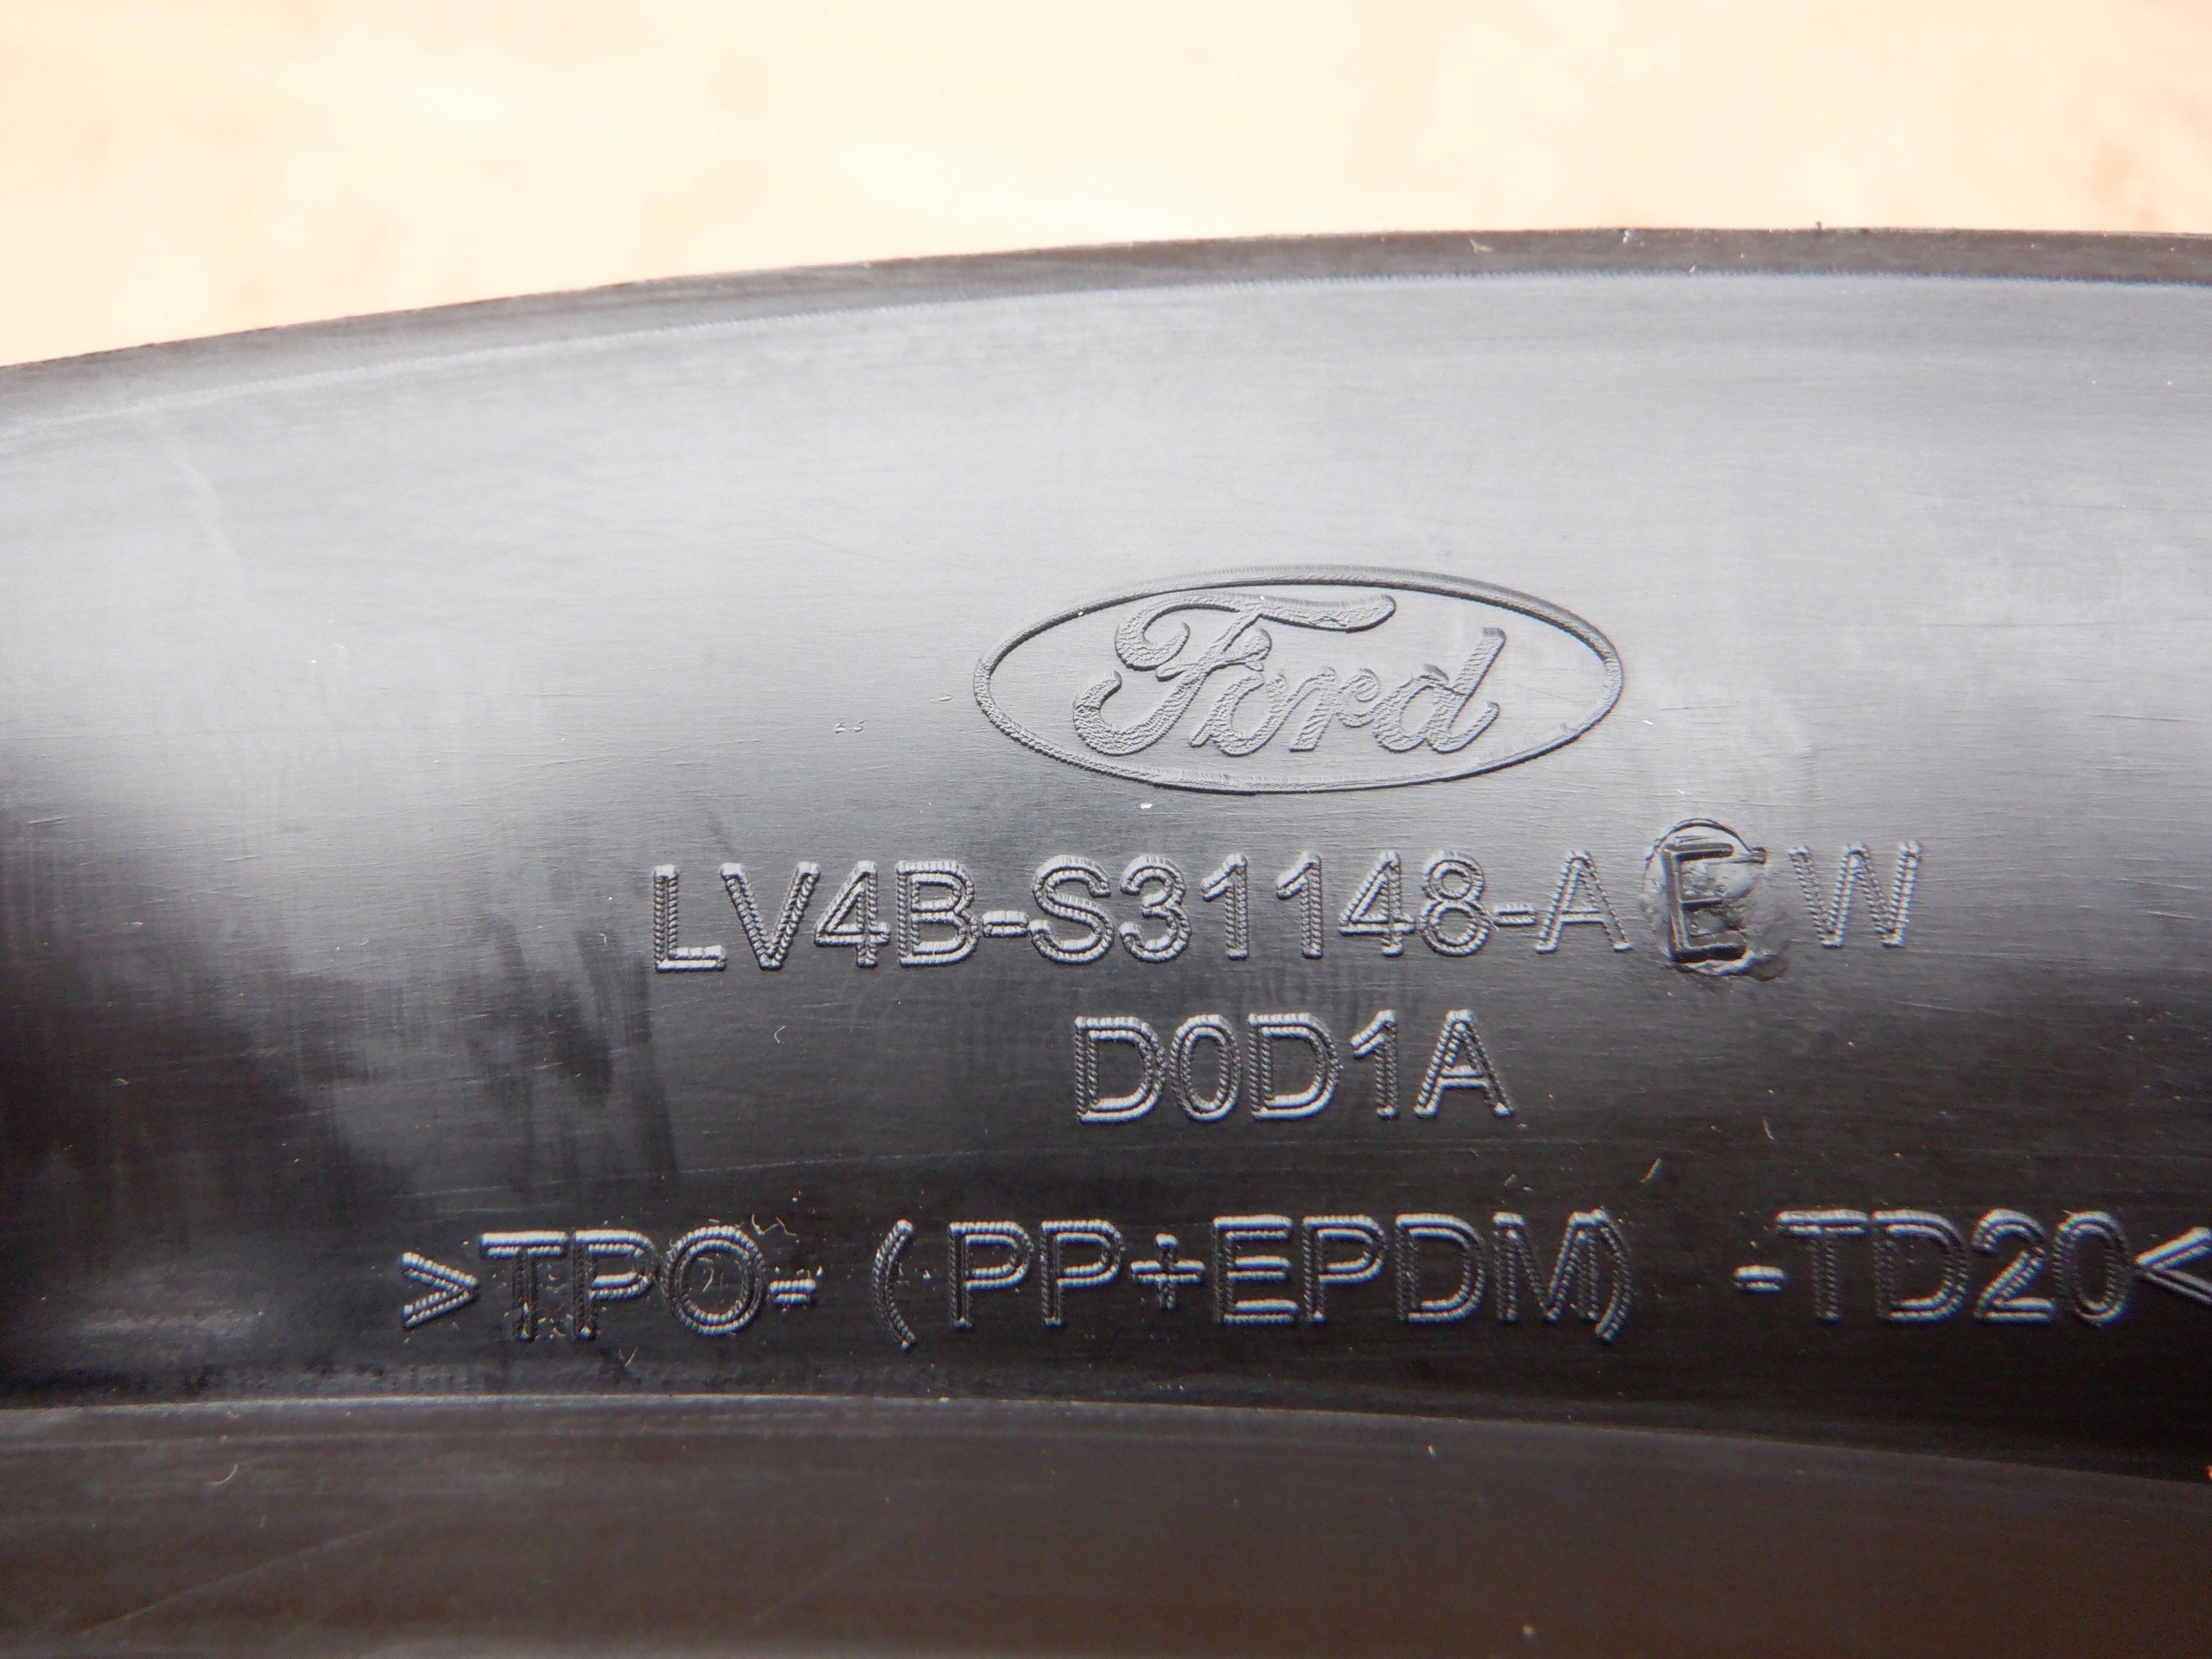 Ford
LV4B-S31148-AEW
D0D1A
>TPO-(PP+EPDM)-TD20<